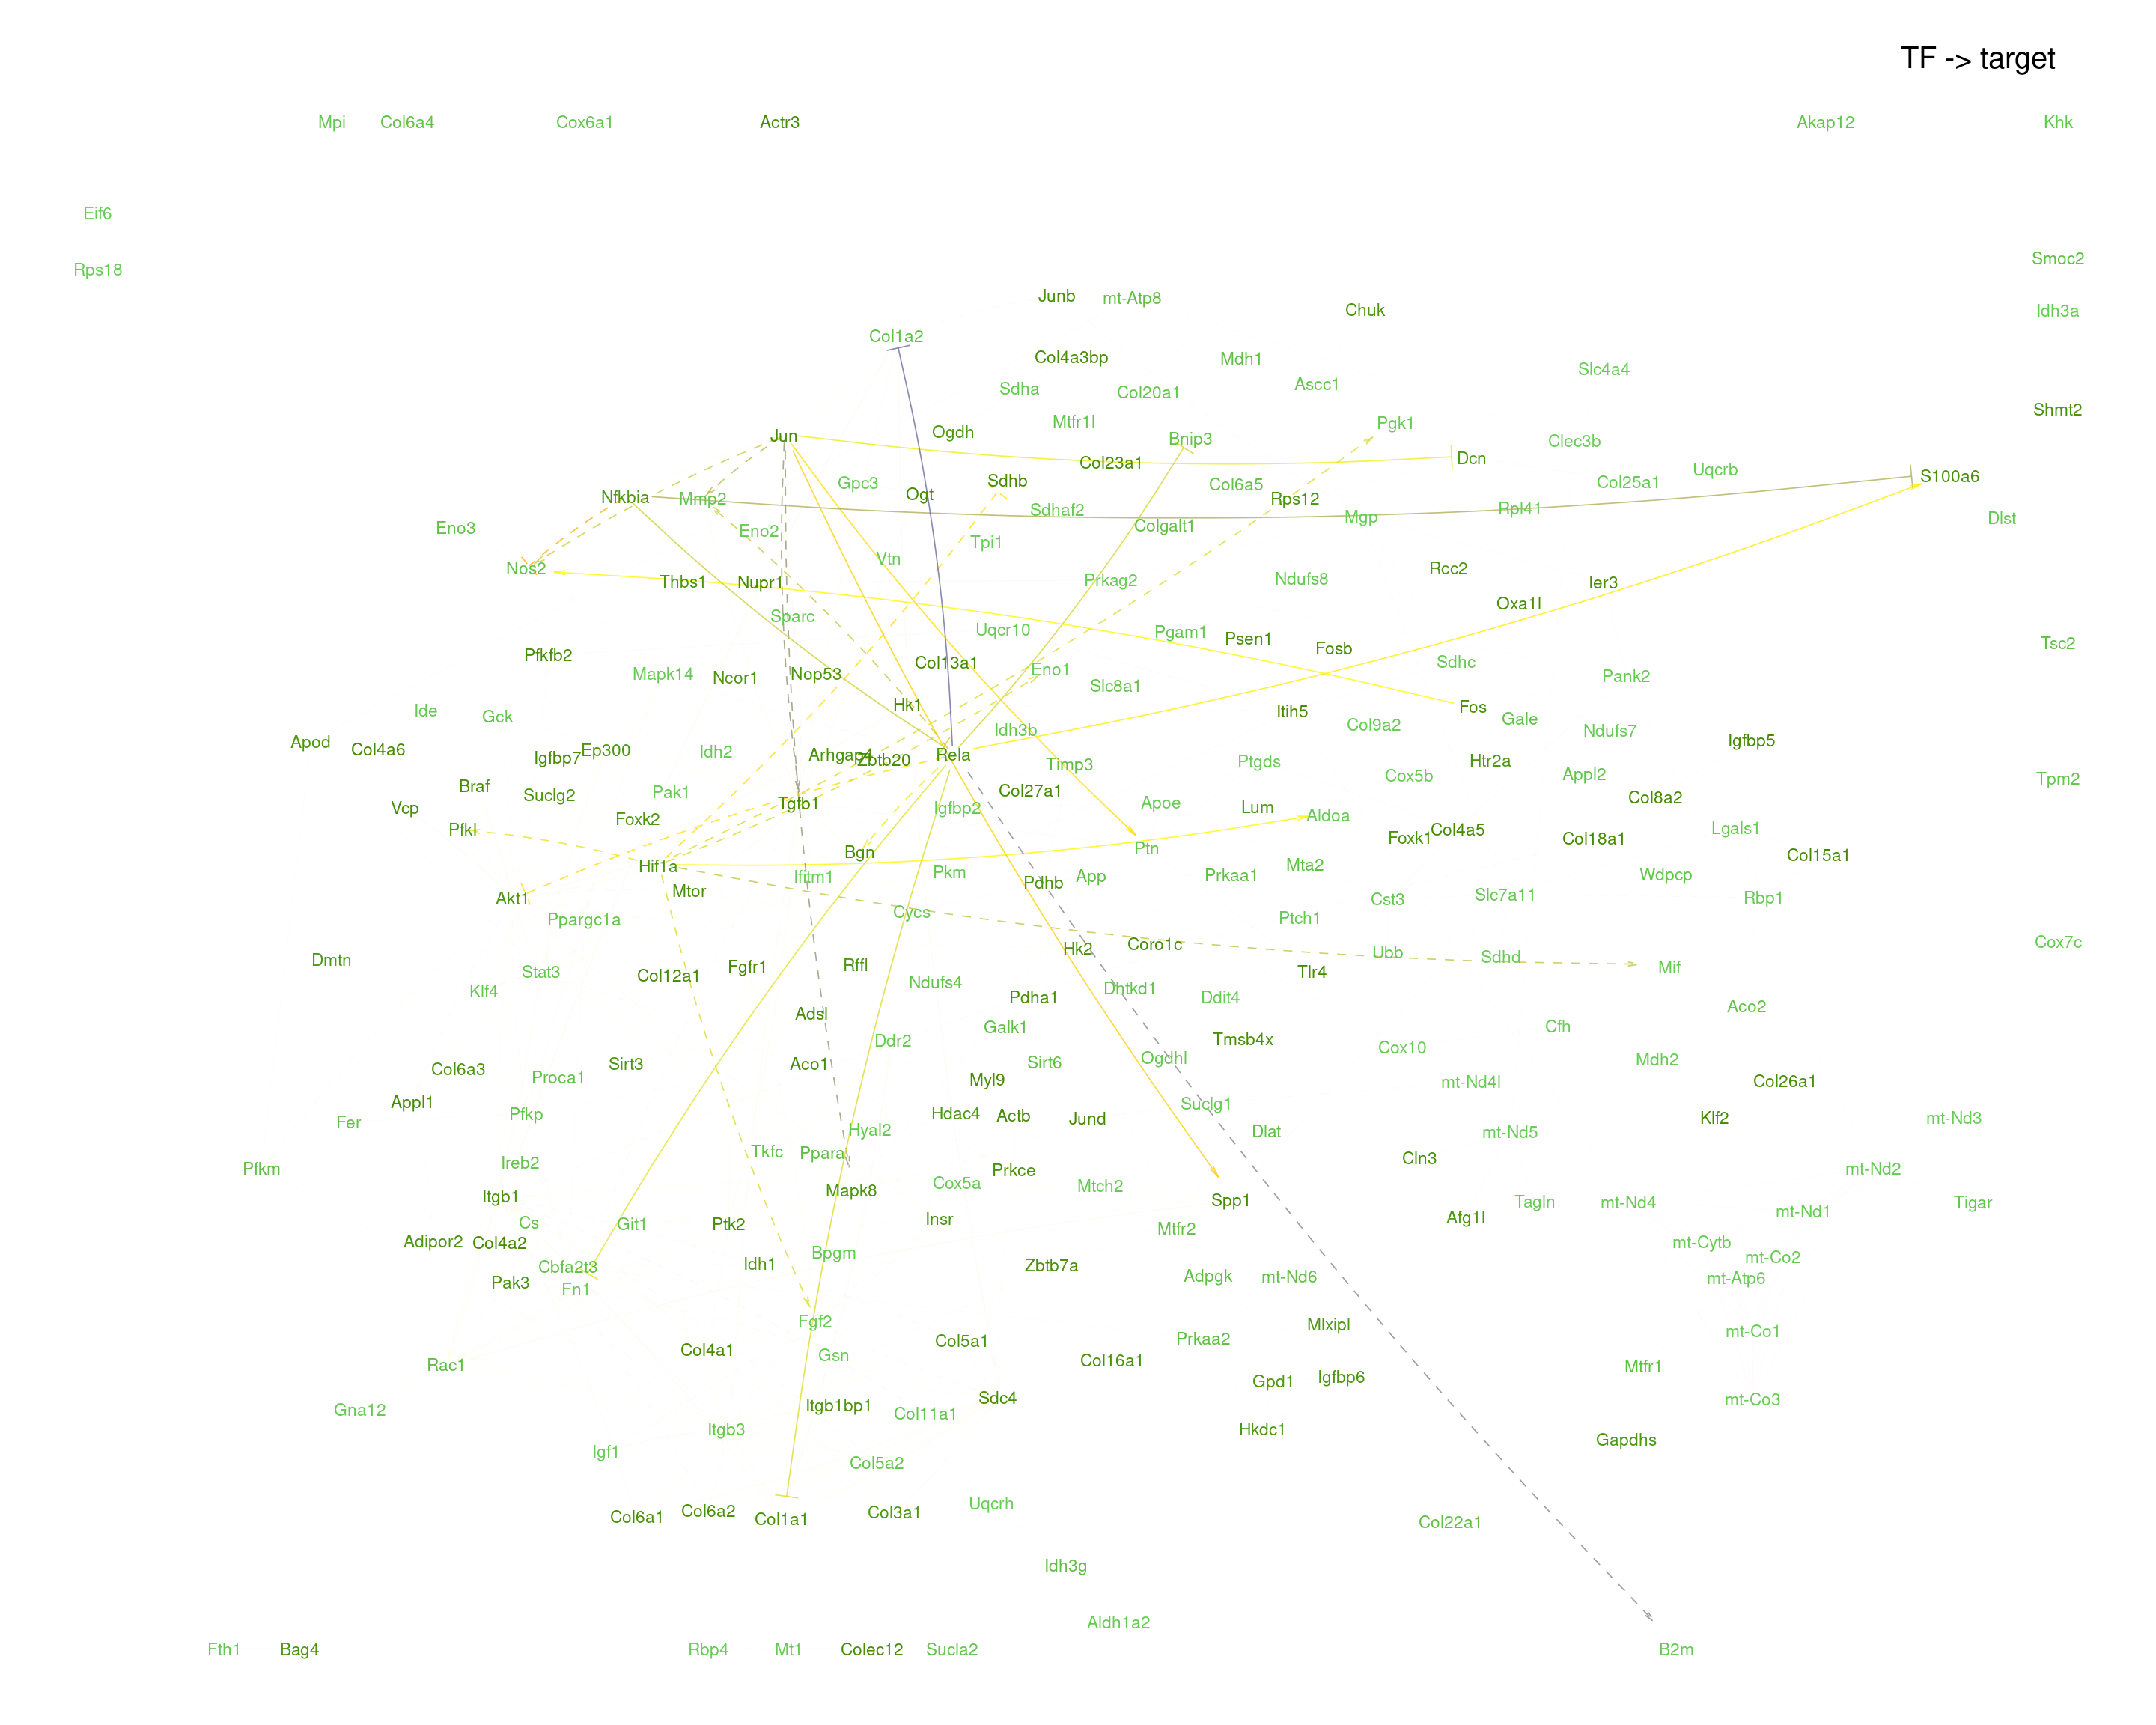 TF -> target
Mpi Col6a4 Cox6a1 Actr3 Akap12 Khk
Eif6
Smoc2
Rps18
Junb mt-Atp8 Chuk Idh3a
Col1a2
Col4a3bp Mdh1
Slc4a4
Sdha Col20a1 Ascc1
Shmt2
Mtfr1l Pgk1
Jun Ogdh Bnip3 Clec3b
Col23a1 Dcn
Uqcrb S100a6
Gpc3 Sdhb Col6a5 Col25a1
Nfkbia Mmp2 Ogt Rps12
Sdhaf2 Mgp Rpl41 Dlst
Eno3 Eno2 Colgalt1
Tpi1
Nos2 Vtn Rcc2
Thbs1 Nupr1 Prkag2 Ndufs8 Ier3
Oxa1l
Sparc
Uqcr10 Pgam1 Psen1 Tsc2
Pfkfb2 Fosb
Mapk14 Ncor1 Nop53 Col13a1 Eno1 Sdhc Pank2
Slc8a1
Ide Gck Hk1 Itih5 Fos Gale
Idh3b Col9a2 Ndufs7
Apod Col4a6 Igfbp7 Ep300 Idh2 Arhgap4 Zbtb20 Rela Igfbp5
Timp3 Ptgds Htr2a
Braf Suclg2 Pak1 Col27a1 Cox5b Appl2 Tpm2
Vcp Tgfb1 Igfbp2 Apoe Lum Col8a2
Pfkl Foxk2 Aldoa Foxk1 Col4a5 Col18a1 Lgals1
Bgn Ptn Col15a1
Hif1a Ifitm1 Pkm Pdhb App Prkaa1 Mta2 Wdpcp
Akt1 Mtor Cst3 Slc7a11 Rbp1
Ppargc1a Cycs Ptch1
Dmtn Hk2 Coro1c Ubb Sdhd Cox7c
Stat3 Col12a1 Fgfr1 Rffl Tlr4 Mif
Klf4 Ndufs4 Pdha1 Dhtkd1 Ddit4
Adsl Aco2
Ddr2 Galk1 Tmsb4x Cfh
Col6a3 Sirt3 Aco1 Sirt6 Ogdhl Cox10 Mdh2
Proca1 Myl9 mt-Nd4l Col26a1
Appl1 Pfkp Hdac4 Actb Jund Suclg1
Fer Hyal2 Dlat mt-Nd5 Klf2 mt-Nd3
Pfkm Ireb2 Tkfc Ppara Prkce Cln3 mt-Nd2
Itgb1 Mapk8 Cox5a Mtch2 Spp1 Tagln mt-Nd4 mt-Nd1 Tigar
Cs Git1 Ptk2 Insr Mtfr2 Afg1l
Adipor2 Col4a2 Bpgm mt-Cytb mt-Co2
Cbfa2t3 Idh1 Zbtb7a
Pak3 Fn1 Adpgk mt-Nd6 mt-Atp6
Fgf2 Mlxipl mt-Co1
Rac1 Col4a1 Gsn Col5a1 Col16a1 Prkaa2 Mtfr1
Gpd1 Igfbp6
Gna12 Itgb1bp1 Col11a1 Sdc4 mt-Co3
Itgb3 Hkdc1 Gapdhs
Igf1 Col5a2
Col6a1 Col6a2 Col1a1 Col3a1 Uqcrh Col22a1
Idh3g
Aldh1a2
Fth1 Bag4 Rbp4 Mt1 Colec12 Sucla2 B2m